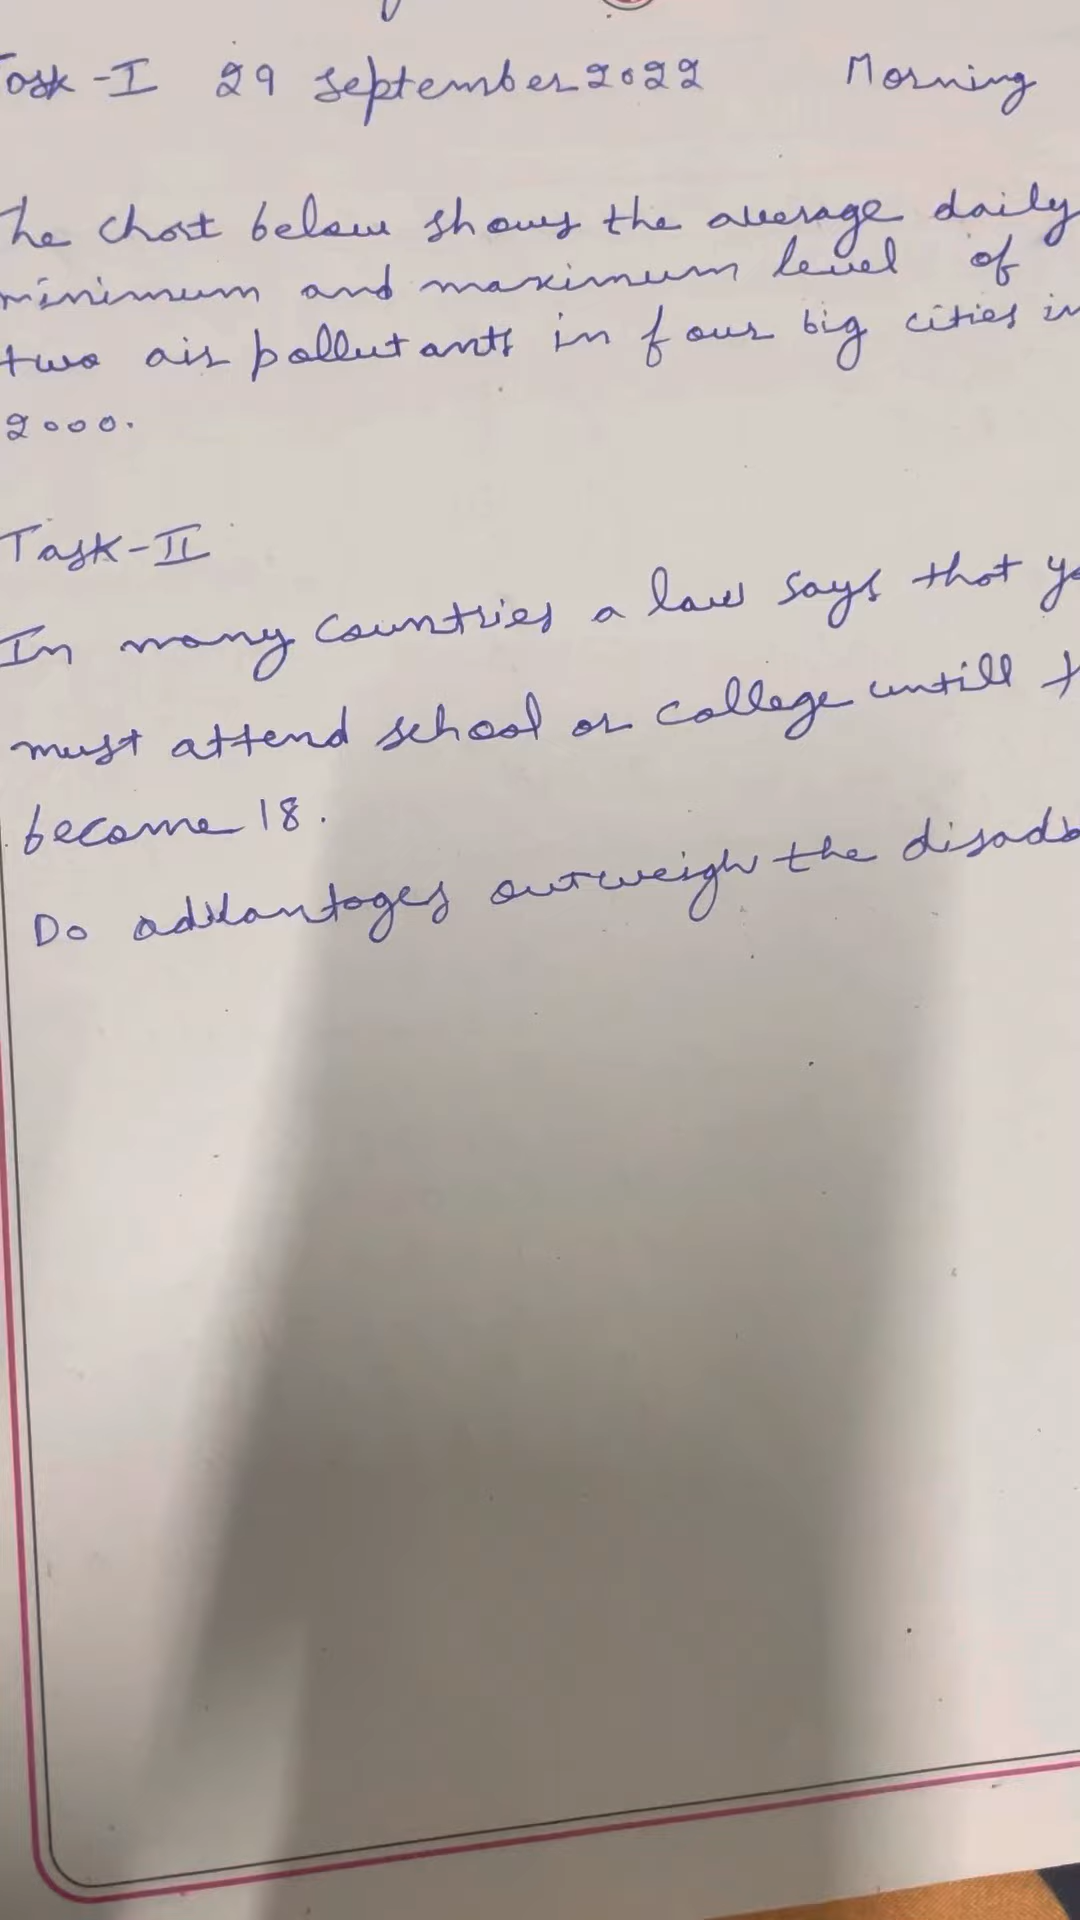 Task-I 29 September 2022 Morning
The chart below shows the average daily
minimum and maximum level of
two air pollutants in four big cities in
2000.
Task-II
In many countries a law says that
must attend school or college untill
become 18.
Do advantages outweigh the